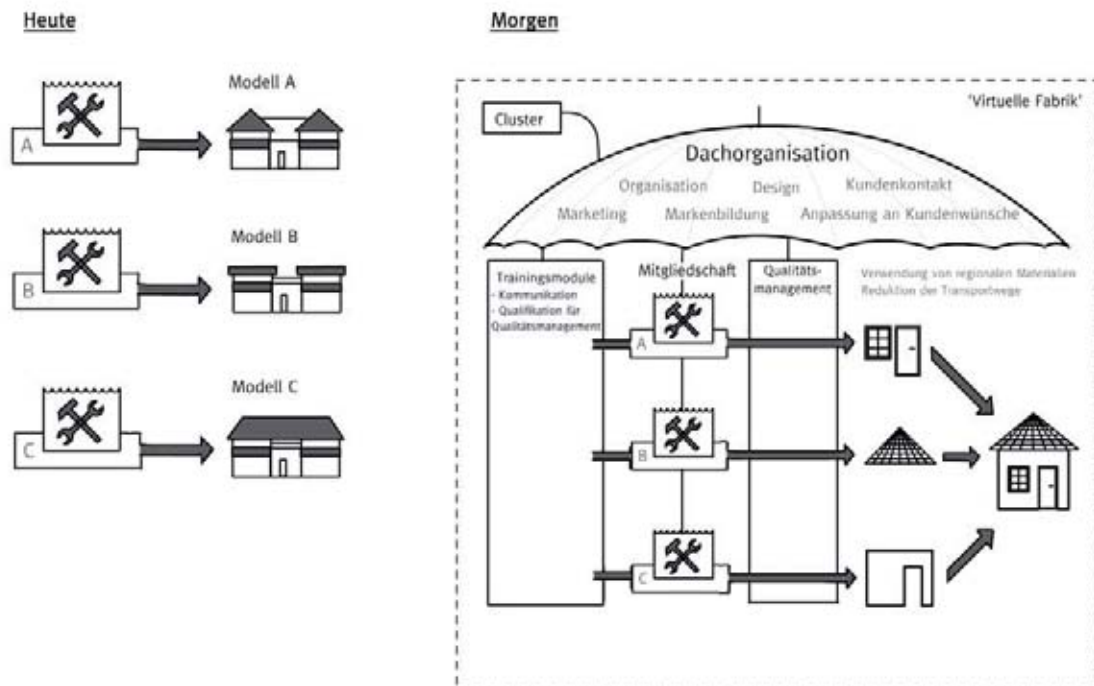 Heute
Modell A
A
Modell B
B
Modell C
C
Morgen
'Virtuelle Fabrik'
Cluster
Dachorganisation
Organisation Design Kundenkontakt
Marketing Markenbildung Anpassung an Kundenwünsche
Trainingsmodule
- Kommunikation
- Qualifikation für
Qualitätsmanagement
Mitgliedschaft
Qualitäts-
management
Verwendung von regionalen Materialien
Reduktion der Transportwege
A
B
C